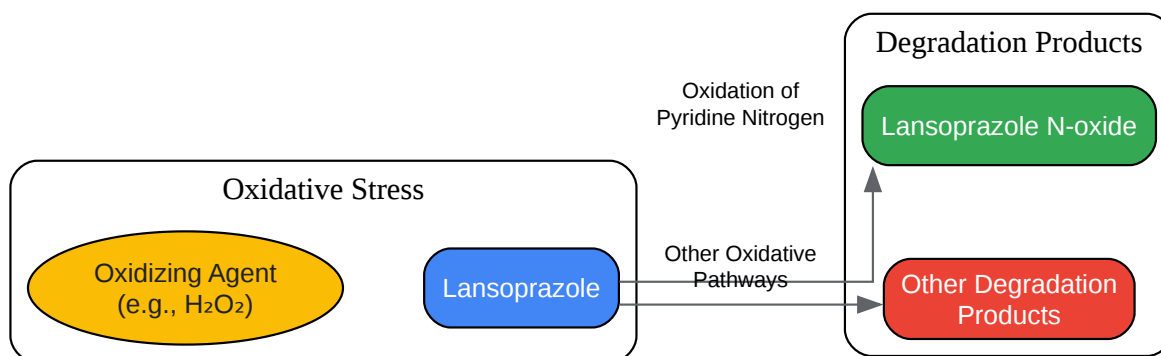 Degradation Products
Oxidation of
Pyridine Nitrogen
Lansoprazole N-oxide
Oxidative Stress
Oxidizing Agent
(e.g., H₂O₂)
Lansoprazole
Other Oxidative
Pathways
Other Degradation
Products